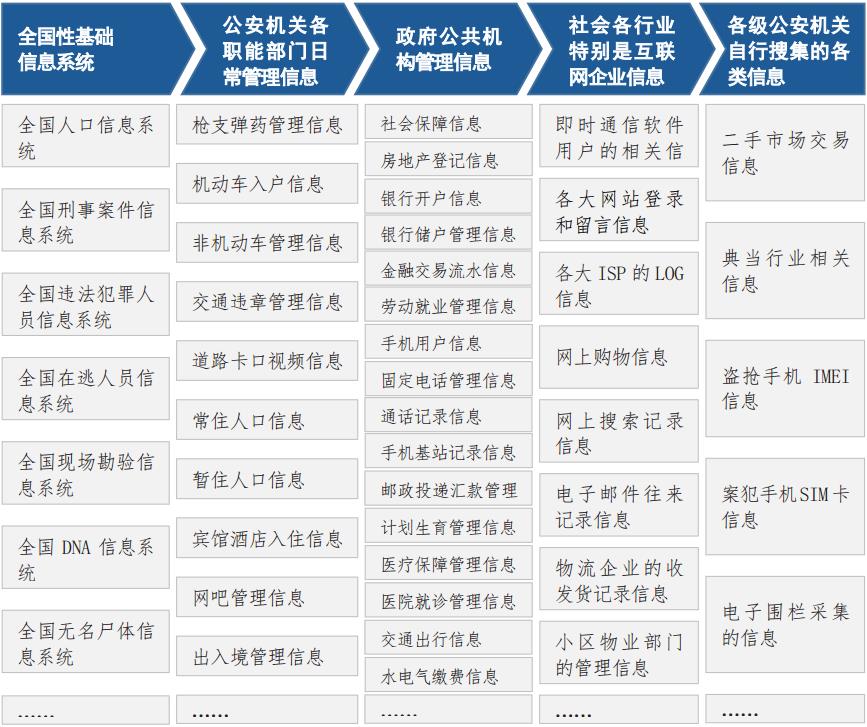 全国性基础
信息系统
全国人口信息系
统
全国刑事案件信
息系统
全国违法犯罪人
员信息系统
全国在逃人员信
息系统
全国现场勘验信
息系统
全国 DNA 信息系
统
全国无名尸体信
息系统
……
公安机关各
职能部门日
常管理信息
枪支弹药管理信息
机动车入户信息
非机动车管理信息
交通违章管理信息
道路卡口视频信息
常住人口信息
暂住人口信息
宾馆酒店入住信息
网吧管理信息
出入境管理信息
……
政府公共机
构管理信息
社会保障信息
房地产登记信息
银行开户信息
银行储户管理信息
金融交易流水信息
劳动就业管理信息
手机用户信息
固定电话管理信息
通话记录信息
手机基站记录信息
邮政投递汇款管理
计划生育管理信息
医疗保障管理信息
医院就诊管理信息
交通出行信息
水电气缴费信息
……
社会各行业
特别是互联
网企业信息
即时通信软件
用户的相关信
各大网站登录
和留言信息
各大 ISP 的 LOG
信息
网上购物信息
网上搜索记录
信息
电子邮件往来
记录信息
物流企业的收
发货记录信息
小区物业部门
的管理信息
……
各级公安机关
自行搜集的各
类信息
二手市场交易
信息
典当行业相关
信息
盗抢手机 IMEI
信息
案犯手机SIM卡
信息
电子围栏采集
的信息
……